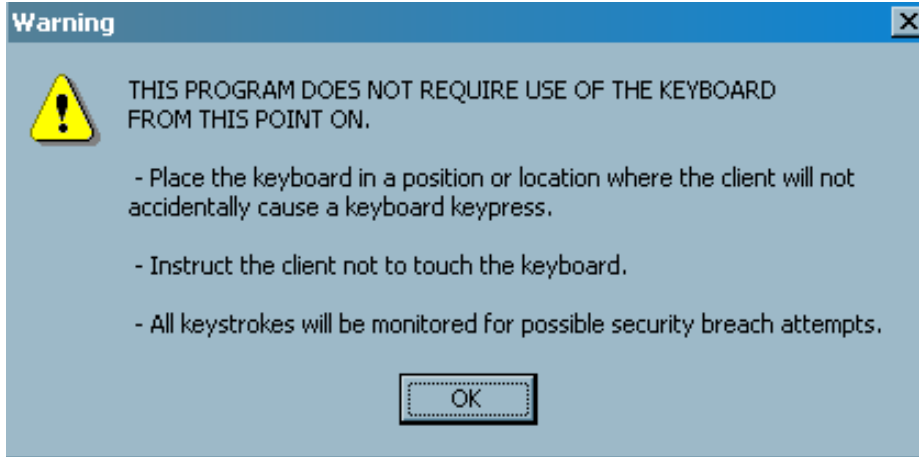 Warning
THIS PROGRAM DOES NOT REQUIRE USE OF THE KEYBOARD
FROM THIS POINT ON.
- Place the keyboard in a position or location where the client will not
accidentally cause a keyboard keypress.
- Instruct the client not to touch the keyboard.
- All keystrokes will be monitored for possible security breach attempts.
OK